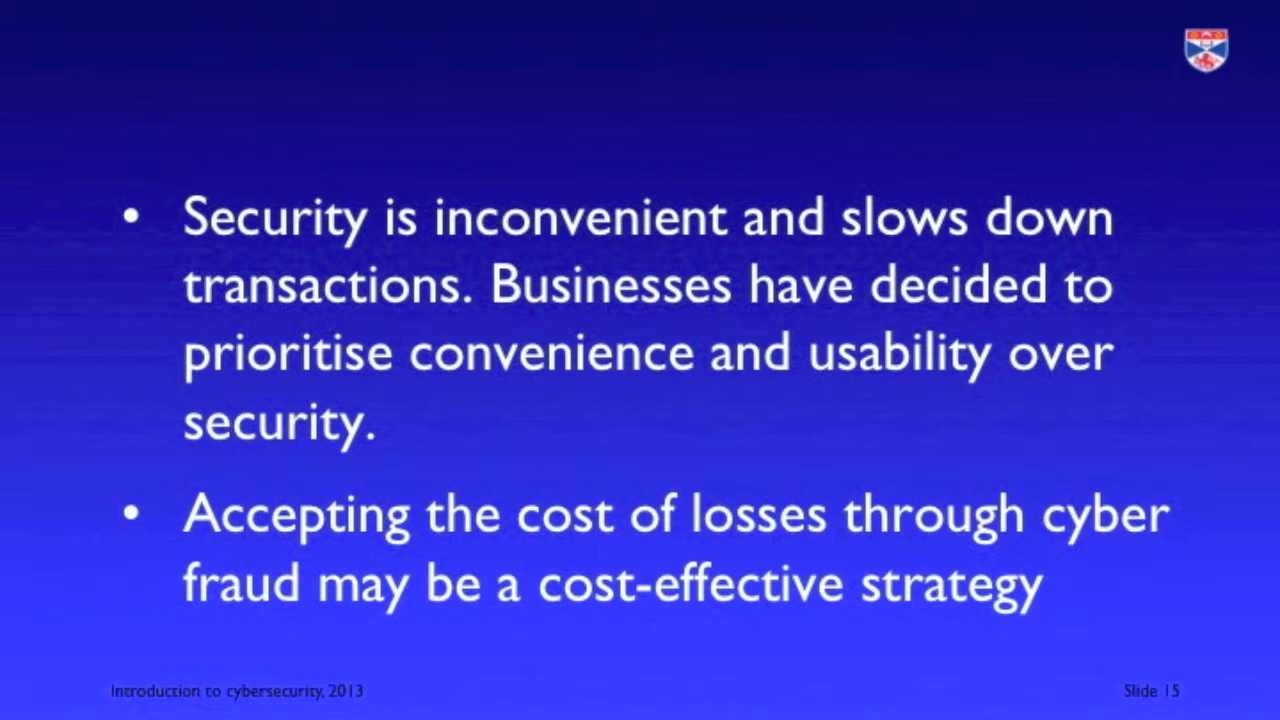 • Security is inconvenient and slows down
transactions. Businesses have decided to
prioritise convenience and usability over
security.
• Accepting the cost of losses through cyber
fraud may be a cost-effective strategy
Introduction to cybersecurity, 2013
Slide 15